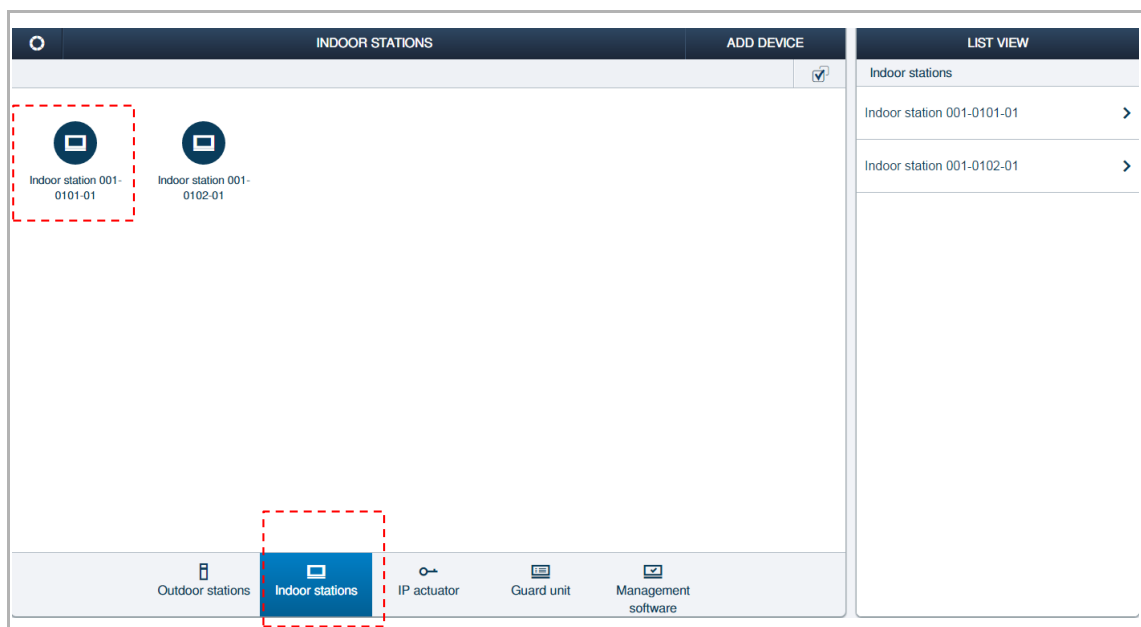 INDOOR STATIONS
ADD DEVICE
LIST VIEW
Indoor stations
Indoor station 001-0101-01
Indoor station 001-0102-01
Indoor station 001-
0101-01
Indoor station 001-
0102-01
Outdoor stations
Indoor stations
IP actuator
Guard unit
Management
software